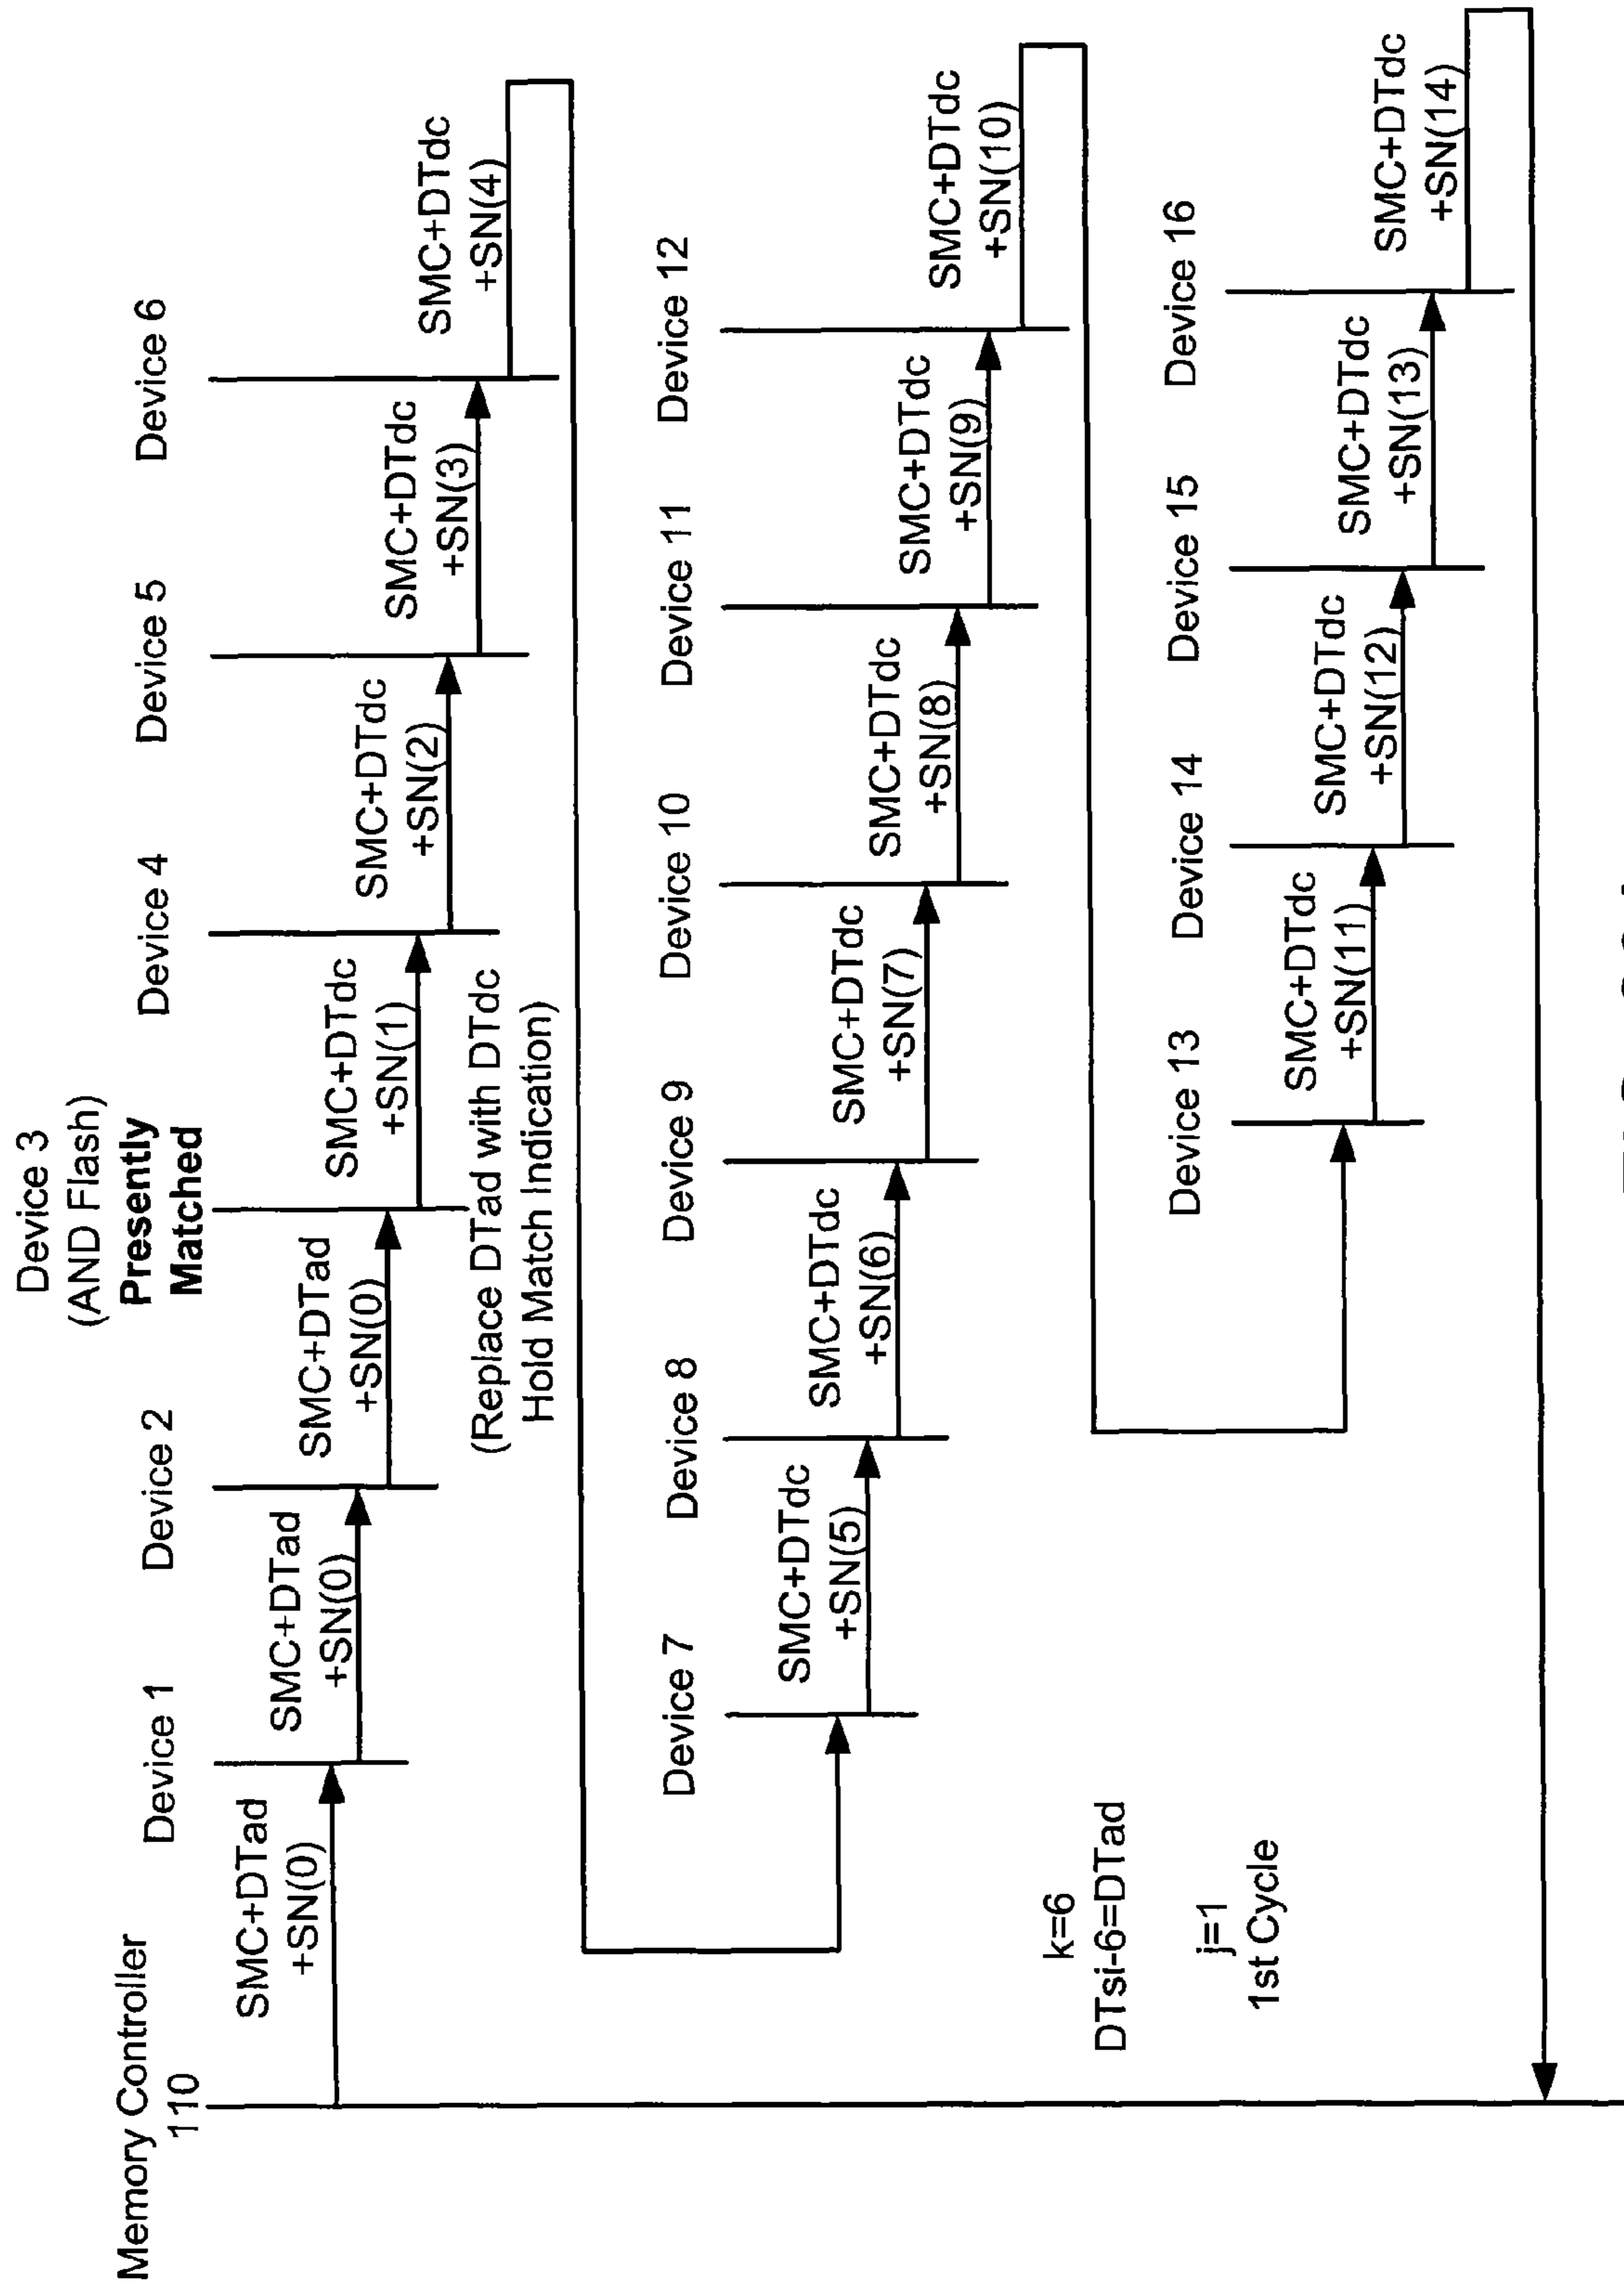 Memory Controller
110
Device 1
Device 2
Device 3
(AND Flash)
Presently
Matched
Device 4
Device 5
Device 6
SMC+DTad
+SN(0)
SMC+DTad
+SN(0)
SMC+DTad
+SN(0)
SMC+DTdc
+SN(1)
SMC+DTdc
+SN(2)
SMC+DTdc
+SN(3)
SMC+DTdc
+SN(4)
(Replace DTad with DTdc
Hold Match Indication)
Device 7
Device 8
Device 9
Device 10
Device 11
Device 12
SMC+DTdc
+SN(5)
SMC+DTdc
+SN(6)
SMC+DTdc
+SN(7)
SMC+DTdc
+SN(8)
SMC+DTdc
+SN(9)
SMC+DTdc
+SN(10)
k=6
DTsi-6=DTad
j=1
1st Cycle
Device 13
Device 14
Device 15
Device 16
SMC+DTdc
+SN(11)
SMC+DTdc
+SN(12)
SMC+DTdc
+SN(13)
SMC+DTdc
+SN(14)